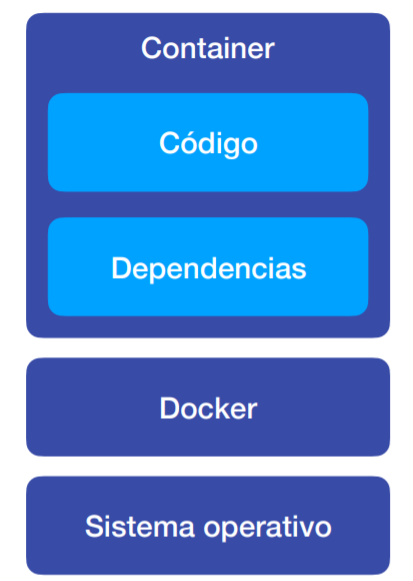 Container
Código
Dependencias
Docker
Sistema operativo